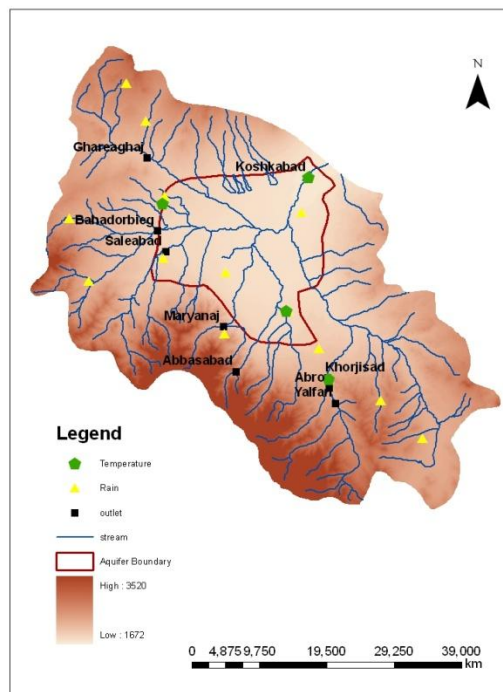 N
Ghareaghaj
Koshkabad
Bahadorbieg
Saleabad
Maryanaj
Abbasabad
Khorjisad
Abro
Yalfan
Legend
Temperature
Rain
outlet
stream
Aquifer Boundary
High : 3520
Low : 1672
0 4,875 9,750 19,500 29,250 39,000
km